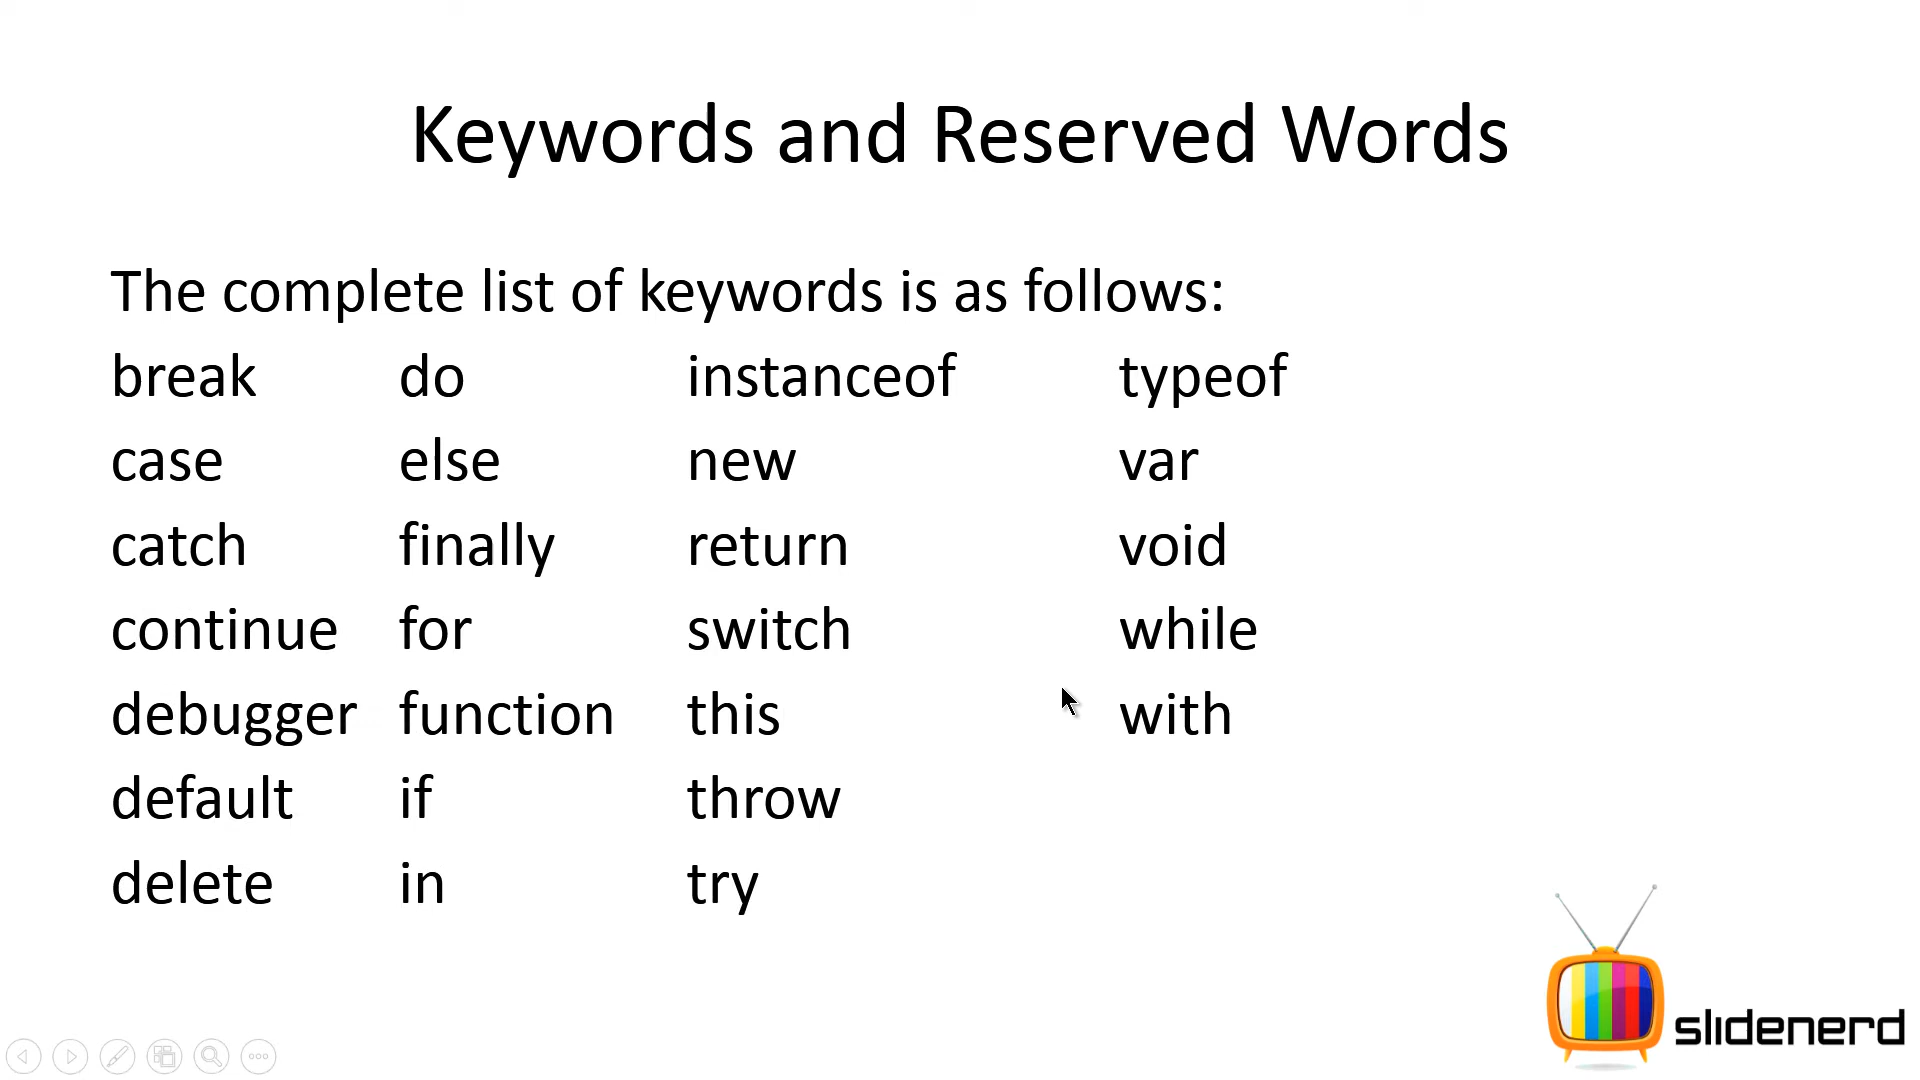 Keywords and Reserved Words
The complete list of keywords is as follows:
break do instanceof typeof
case else new var
catch finally return void
continue for switch while
debugger function this with
default if throw
delete in try
slidenerd